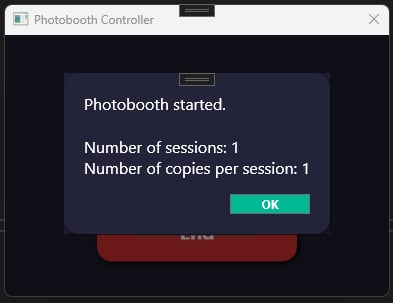 Photobooth Controller
Photobooth started.
Number of sessions: 1
Number of copies per session: 1
OK